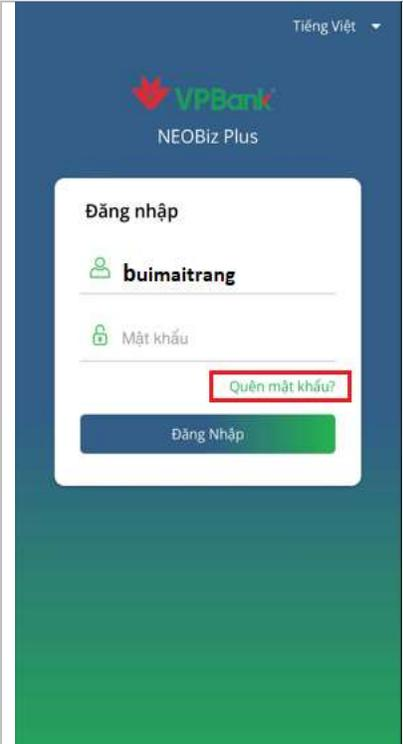 Tiếng Việt
VPBank
NEOBiz Plus
Đăng nhập
buimaitrang
Mật khẩu
Quên mật khẩu?
Đăng Nhập